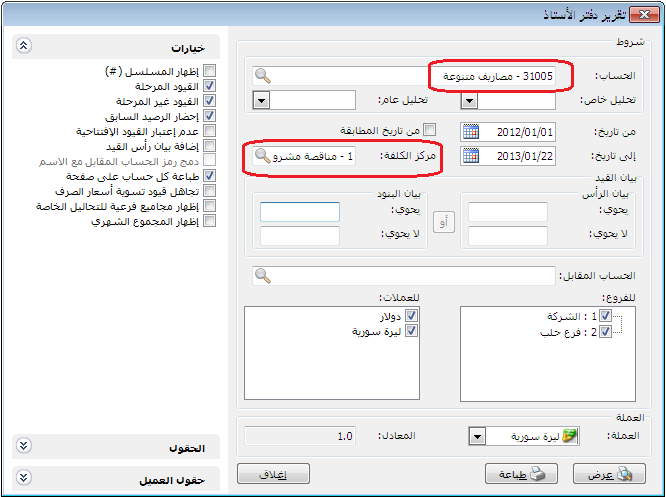 تقرير دفتر الأستاذ
شروط
الحساب: 31005 - مصاريف متنوعة
تحليل خاص: تحليل عام:
من تاريخ: 2012/01/01 من تاريخ المطابقة
إلى تاريخ: 2013/01/22 مركز الكلفة: 1 - مناقصة مشرو
بيان القيد
بيان الرأس
يحوي:
لا يحوي:
أو
بيان البنود
يحوي:
لا يحوي:
الحساب المقابل:
للفروع:
1 : الشركة
2 : فرع حلب
للعملات:
دولار
ليرة سورية
العملة
العملة: ليرة سورية المعادل: 1.0
عرض طباعة إغلاق
خيارات
إظهار المسلسل (#)
القيود المرحلة
القيود غير المرحلة
إحضار الرصيد السابق
عدم إعتبار القيود الافتتاحية
إضافة بيان رأس القيد
دمج رمز الحساب المقابل مع الاسم
طباعة كل حساب على صفحة
تجاهل قيود تسوية أسعار الصرف
إظهار مجاميع فرعية للتحاليل الخاصة
إظهار المجموع الشهري
الحقول
حقول العميل